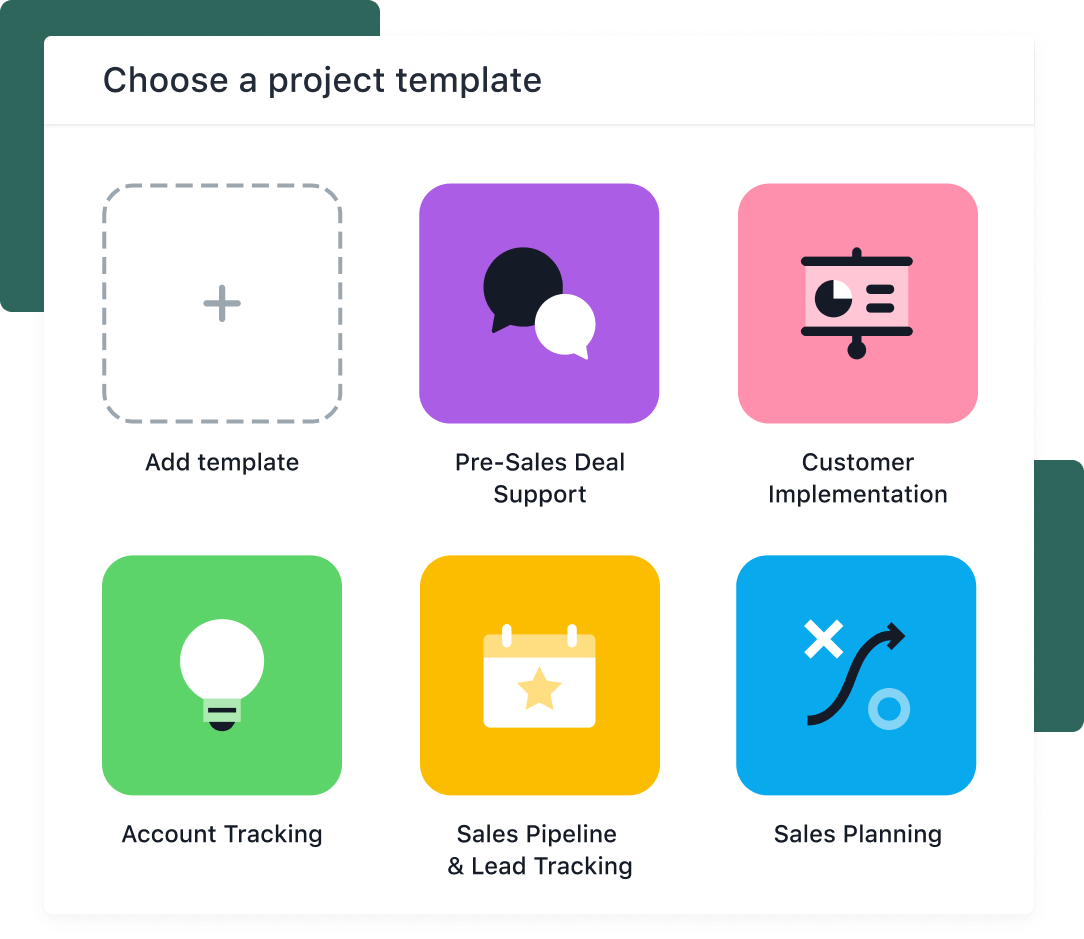 Choose a project template
Add template
Pre-Sales Deal
Support
Customer
Implementation
Account Tracking
Sales Pipeline
& Lead Tracking
Sales Planning